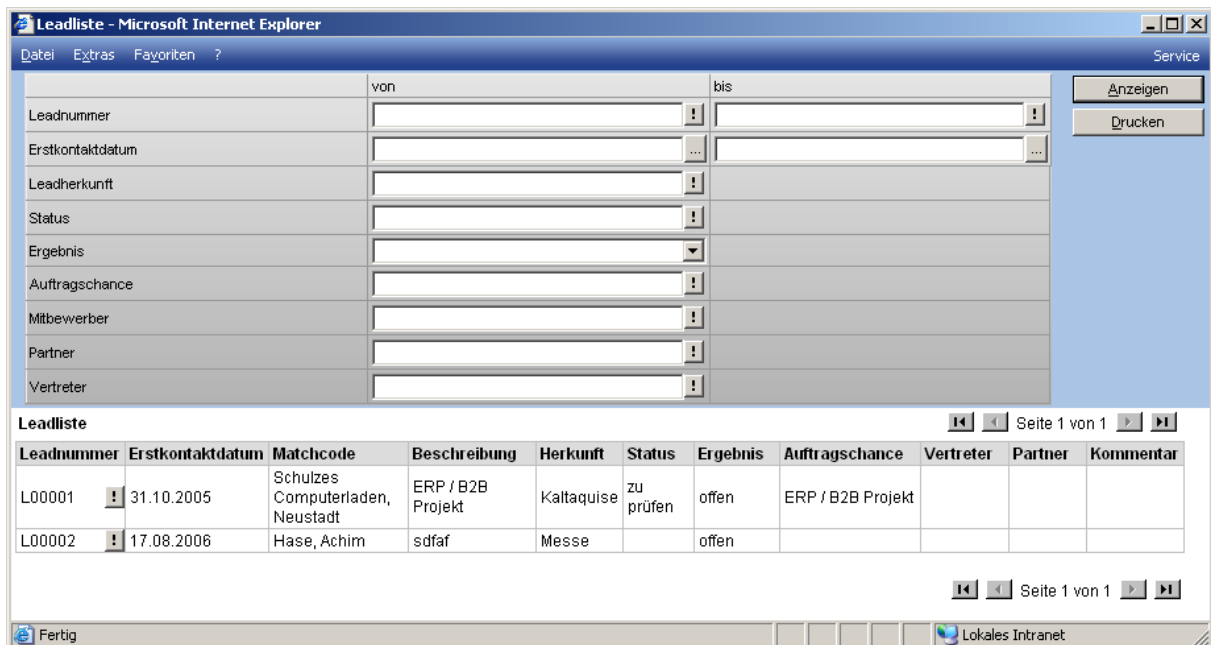 Leadliste - Microsoft Internet Explorer
Datei Extras Favoriten ? Service
von bis Anzeigen
Leadnummer ! !
Drucken
Erstkontaktdatum ... ...
Leadherkunft !
Status !
Ergebnis
Auftragschance !
Mitbewerber !
Partner !
Vertreter !
Leadliste Seite 1 von 1
Leadnummer Erstkontaktdatum Matchcode Beschreibung Herkunft Status Ergebnis Auftragschance Vertreter Partner Kommentar
L00001 ! 31.10.2005 Schulzes Computerladen, Neustadt ERP / B2B Projekt Kaltaquise zu prüfen offen ERP / B2B Projekt
L00002 ! 17.08.2006 Hase, Achim sdfaf Messe offen
Seite 1 von 1
Fertig Lokales Intranet